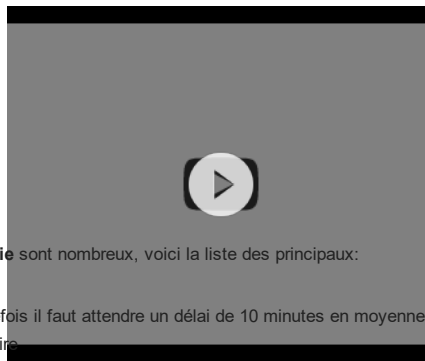 ie sont nombreux, voici la liste des principaux:
fois il faut attendre un délai de 10 minutes en moyenne
ire